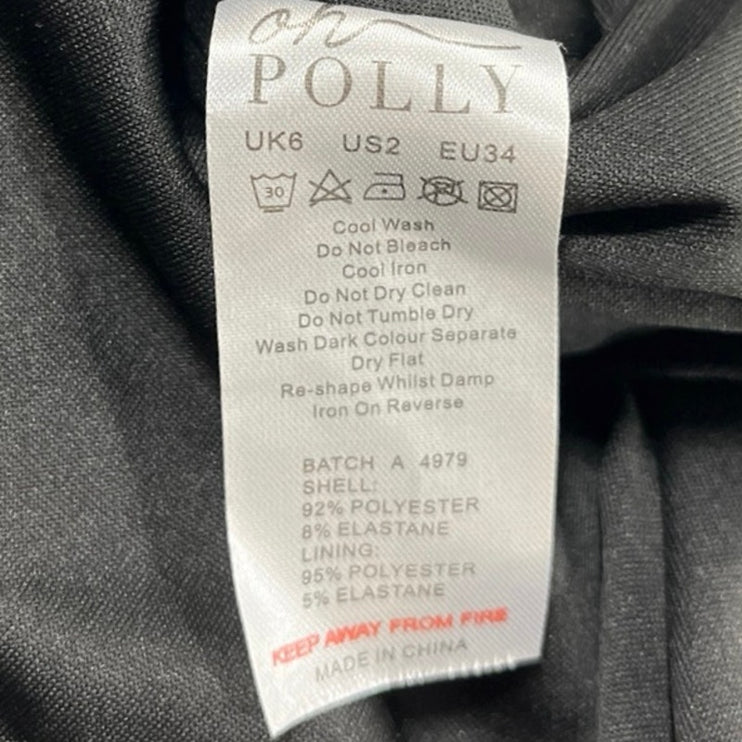 oh
POLLY
UK6 US2 EU34
30
Cool Wash
Do Not Bleach
Cool Iron
Do Not Dry Clean
Do Not Tumble Dry
Wash Dark Colour Separate
Dry Flat
Re-shape Whilst Damp
Iron On Reverse
BATCH A 4979
SHELL:
92% POLYESTER
8% ELASTANE
LINING:
95% POLYESTER
5% ELASTANE
KEEP AWAY FROM FIRE
MADE IN CHINA